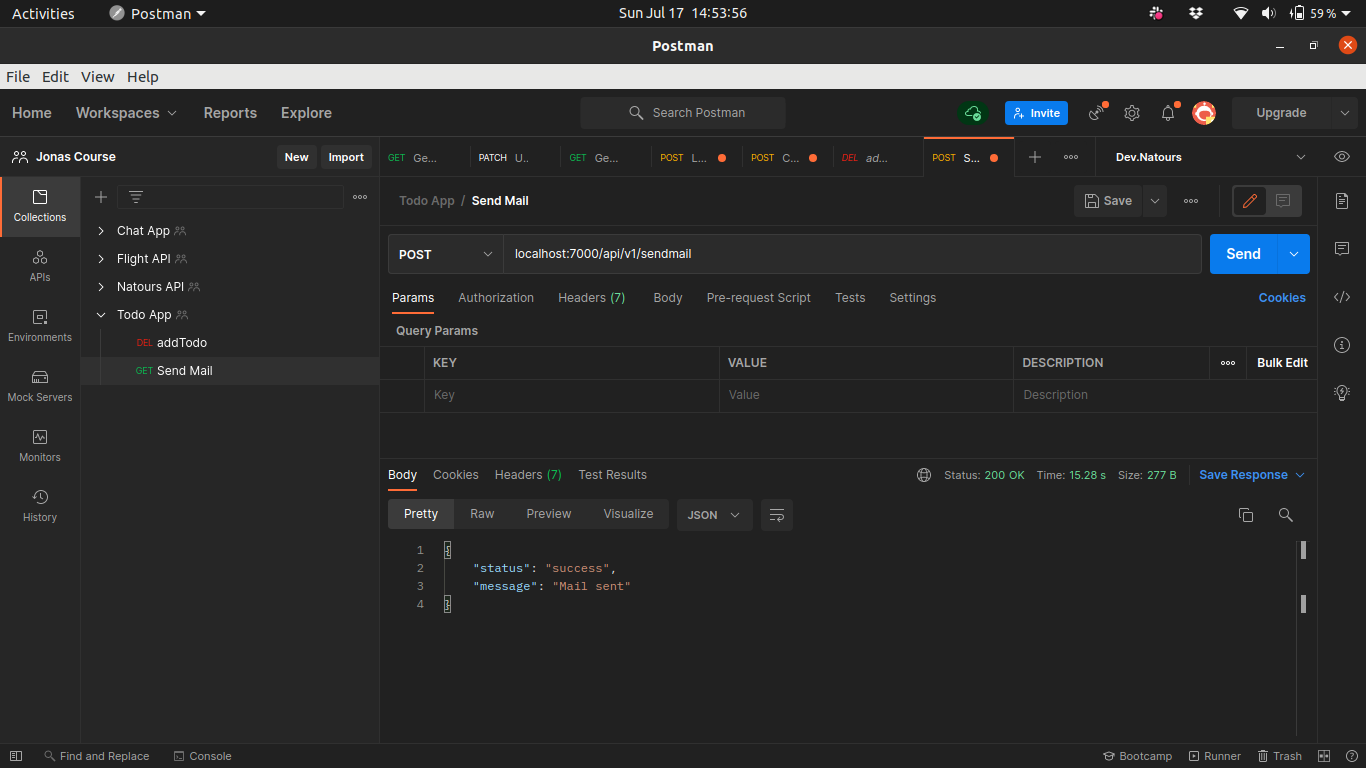 Activities Postman Sun Jul 17 14:53:56 59 %
Postman
File Edit View Help
Home Workspaces Reports Explore Search Postman Invite Upgrade
Jonas Course New Import
GET Ge... PATCH U.. GET Ge... POST L... POST C... DEL ad... POST S... Dev.Natours
Collections
APIs
Environments
Mock Servers
Monitors
History
Chat App
Flight API
Natours API
Todo App
DEL addTodo
GET Send Mail
Todo App / Send Mail Save
POST localhost:7000/api/v1/sendmail Send
Params Authorization Headers (7) Body Pre-request Script Tests Settings Cookies
Query Params
KEY VALUE DESCRIPTION Bulk Edit
Key Value Description
Body Cookies Headers (7) Test Results Status: 200 OK Time: 15.28 s Size: 277 B Save Response
Pretty Raw Preview Visualize JSON
1 {
2 "status": "success",
3 "message": "Mail sent"
4 }
Find and Replace Console Bootcamp Runner Trash